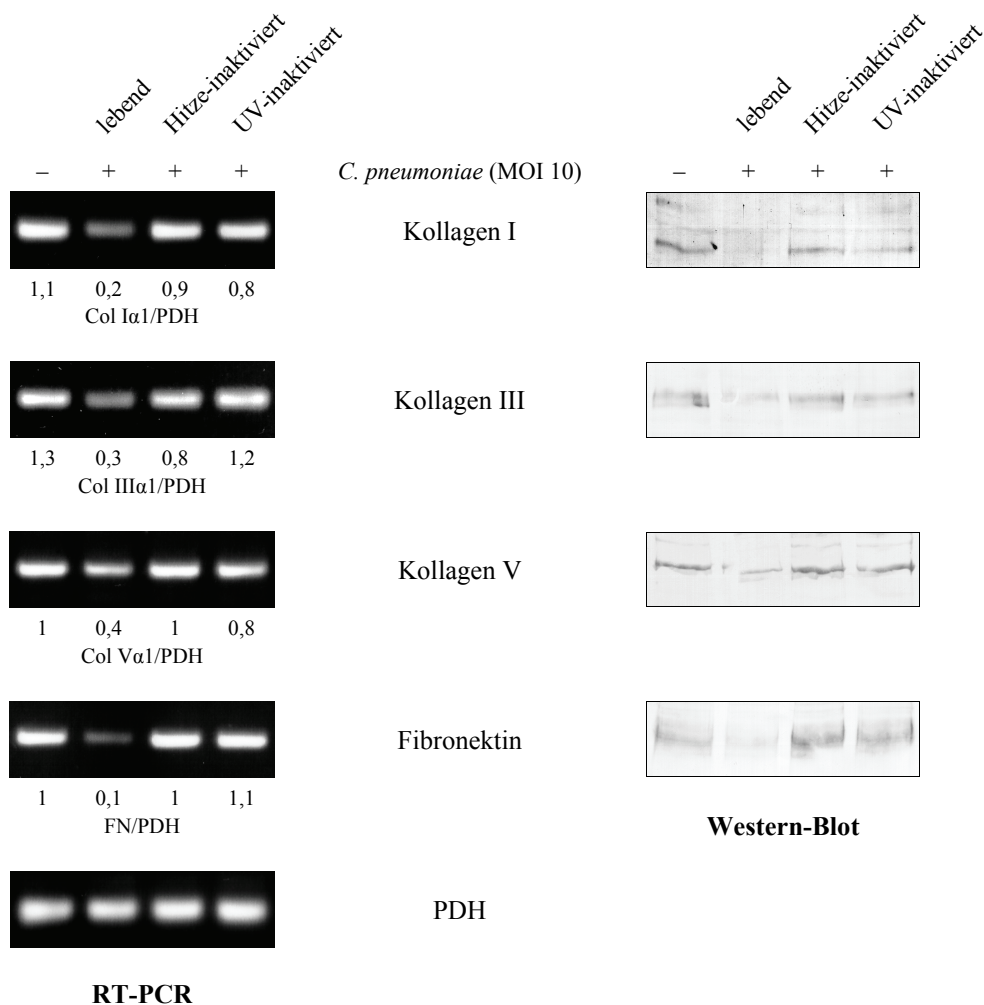 lebend
Hitze-inaktiviert
UV-inaktiviert
lebend
Hitze-inaktiviert
UV-inaktiviert
– + + + C. pneumoniae (MOI 10) – + + +
Kollagen I
1,1 0,2 0,9 0,8
Col Iα1/PDH
Kollagen III
1,3 0,3 0,8 1,2
Col IIIα1/PDH
Kollagen V
1 0,4 1 0,8
Col Vα1/PDH
Fibronektin
1 0,1 1 1,1
FN/PDH
Western-Blot
PDH
RT-PCR